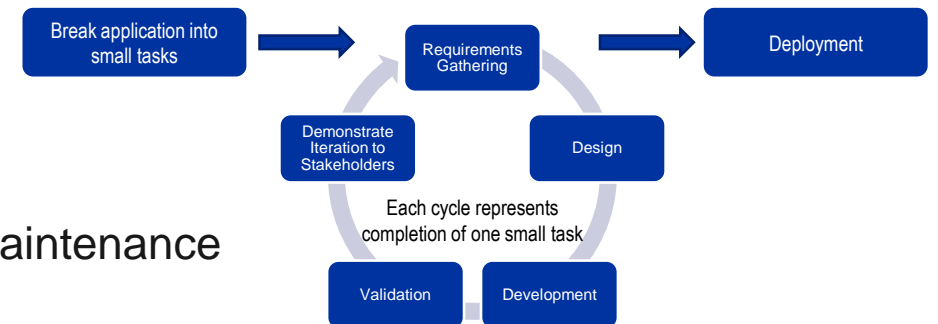 Break application into
small tasks
Requirements
Gathering
Deployment
Demonstrate
Iteration to
Stakeholders
Design
Each cycle represents
completion of one small task
aintenance
Validation
Development